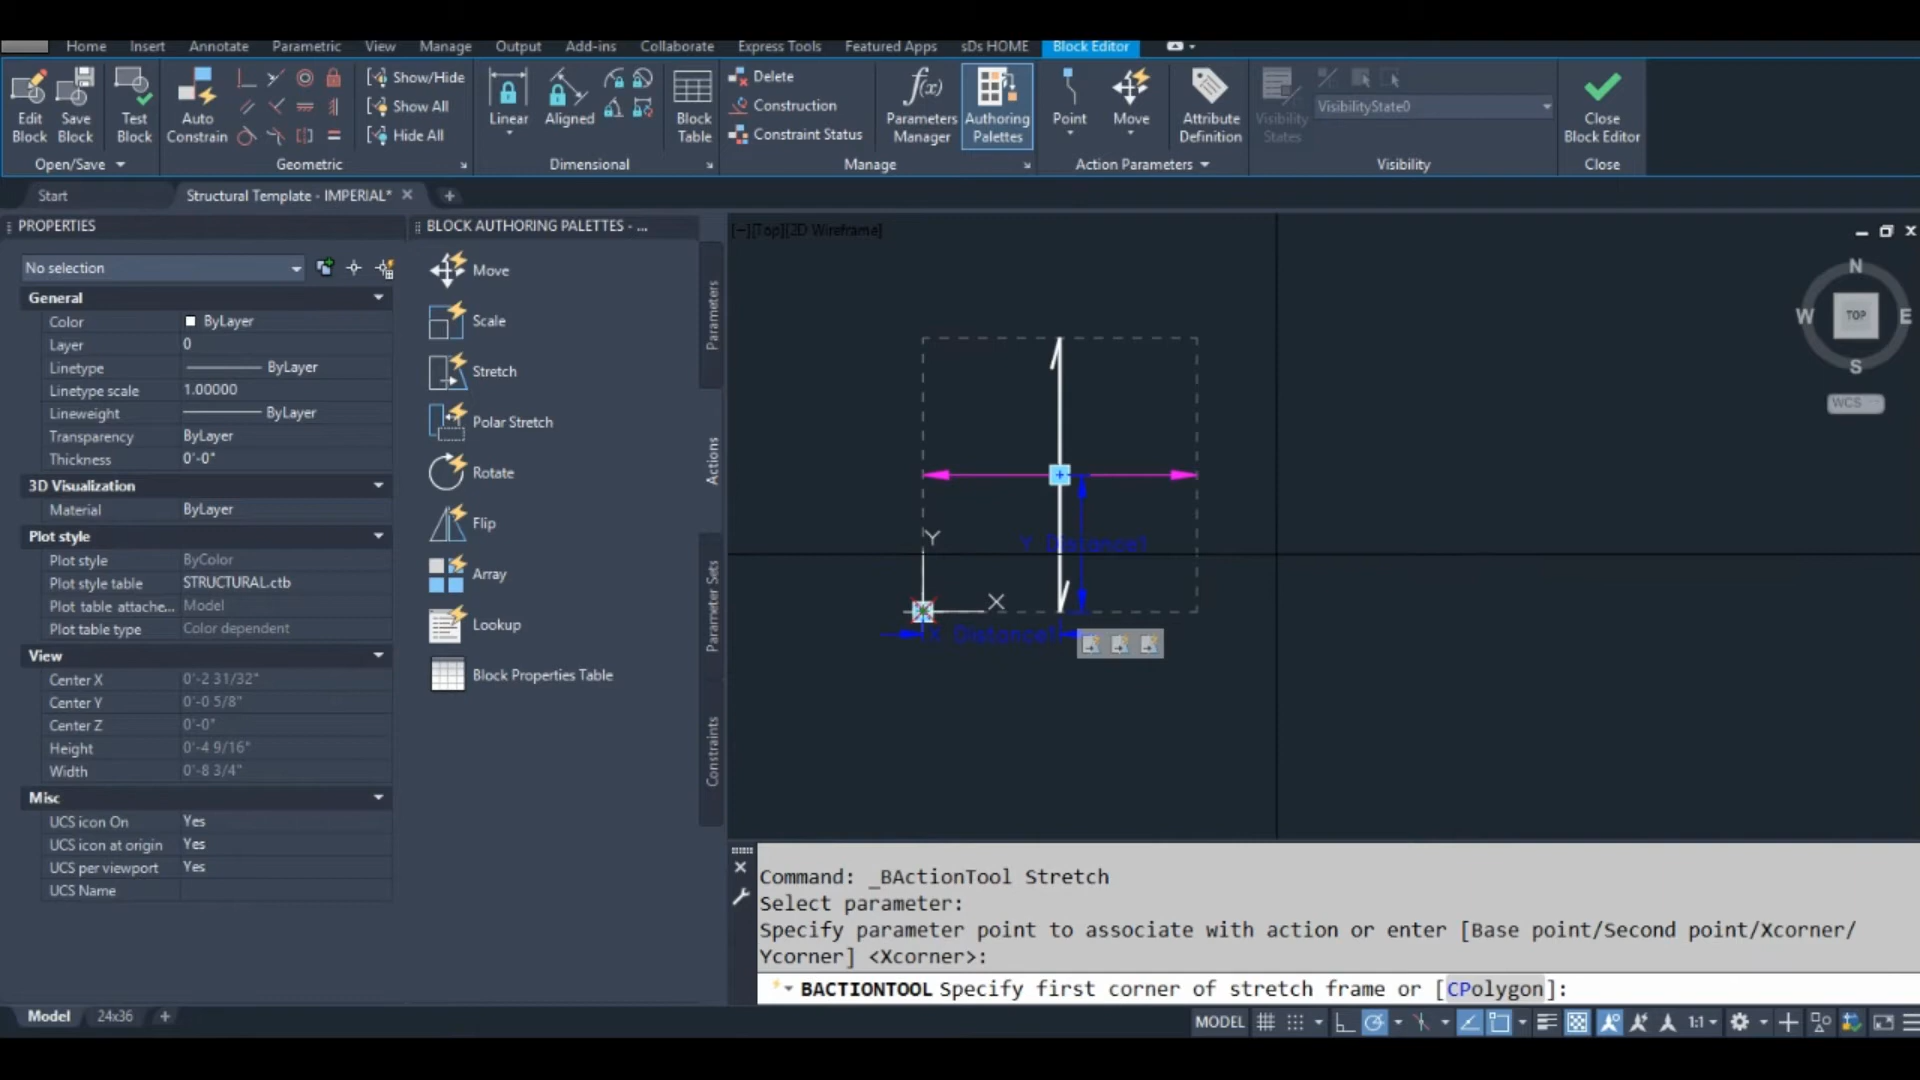 Home Insert Annotate Parametric View Manage Output Add-ins Collaborate Express Tools Featured Apps sDs HOME Block Editor
Edit Block Save Block Test Block
Auto Constrain
Show/Hide
Show All
Hide All
Linear Aligned
Block Table
Delete
Construction
Constraint Status
Parameters Manager Authoring Palettes
Point Move
Attribute Definition
Visibility States
VisibilityState0
Close Block Editor
Open/Save Geometric Dimensional Manage Action Parameters Visibility Close
Start Structural Template - IMPERIAL*
PROPERTIES
No selection
General
Color ByLayer
Layer 0
Linetype ByLayer
Linetype scale 1.00000
Lineweight ByLayer
Transparency ByLayer
Thickness 0'-0"
3D Visualization
Material ByLayer
Plot style
Plot style ByColor
Plot style table STRUCTURAL.ctb
Plot table attache... Model
Plot table type Color dependent
View
Center X 0'-2 31/32"
Center Y 0'-0 5/8"
Center Z 0'-0"
Height 0'-4 9/16"
Width 0'-8 3/4"
Misc
UCS icon On Yes
UCS icon at origin Yes
UCS per viewport Yes
UCS Name
BLOCK AUTHORING PALETTES - ...
Move
Scale
Stretch
Polar Stretch
Rotate
Flip
Array
Lookup
Block Properties Table
Parameters
Actions
Parameter Sets
Constraints
[−][Top][2D Wireframe]
Y Distance1
Y
X
X Distance1
N
W TOP E
S
WCS
Command: _BActionTool Stretch
Select parameter:
Specify parameter point to associate with action or enter [Base point/Second point/Xcorner/
Ycorner] <Xcorner>:
BACTIONTOOL Specify first corner of stretch frame or [CPolygon]:
Model 24x36 +
MODEL 1:1